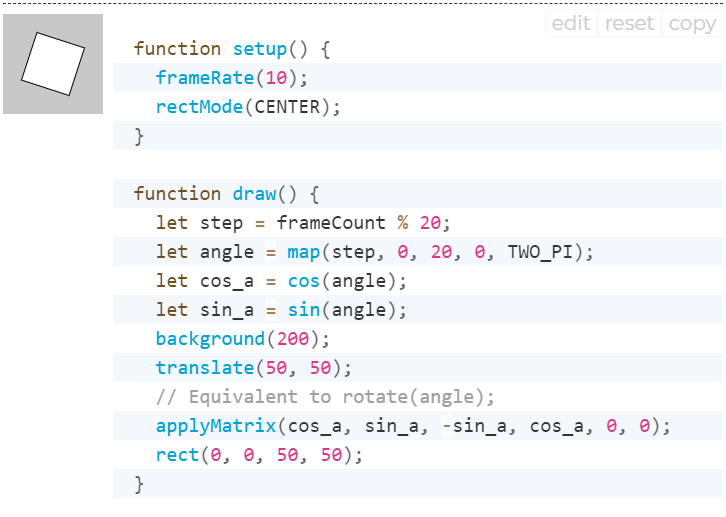 edit reset copy
function setup() {
  frameRate(10);
  rectMode(CENTER);
}

function draw() {
  let step = frameCount % 20;
  let angle = map(step, 0, 20, 0, TWO_PI);
  let cos_a = cos(angle);
  let sin_a = sin(angle);
  background(200);
  translate(50, 50);
  // Equivalent to rotate(angle);
  applyMatrix(cos_a, sin_a, -sin_a, cos_a, 0, 0);
  rect(0, 0, 50, 50);
}